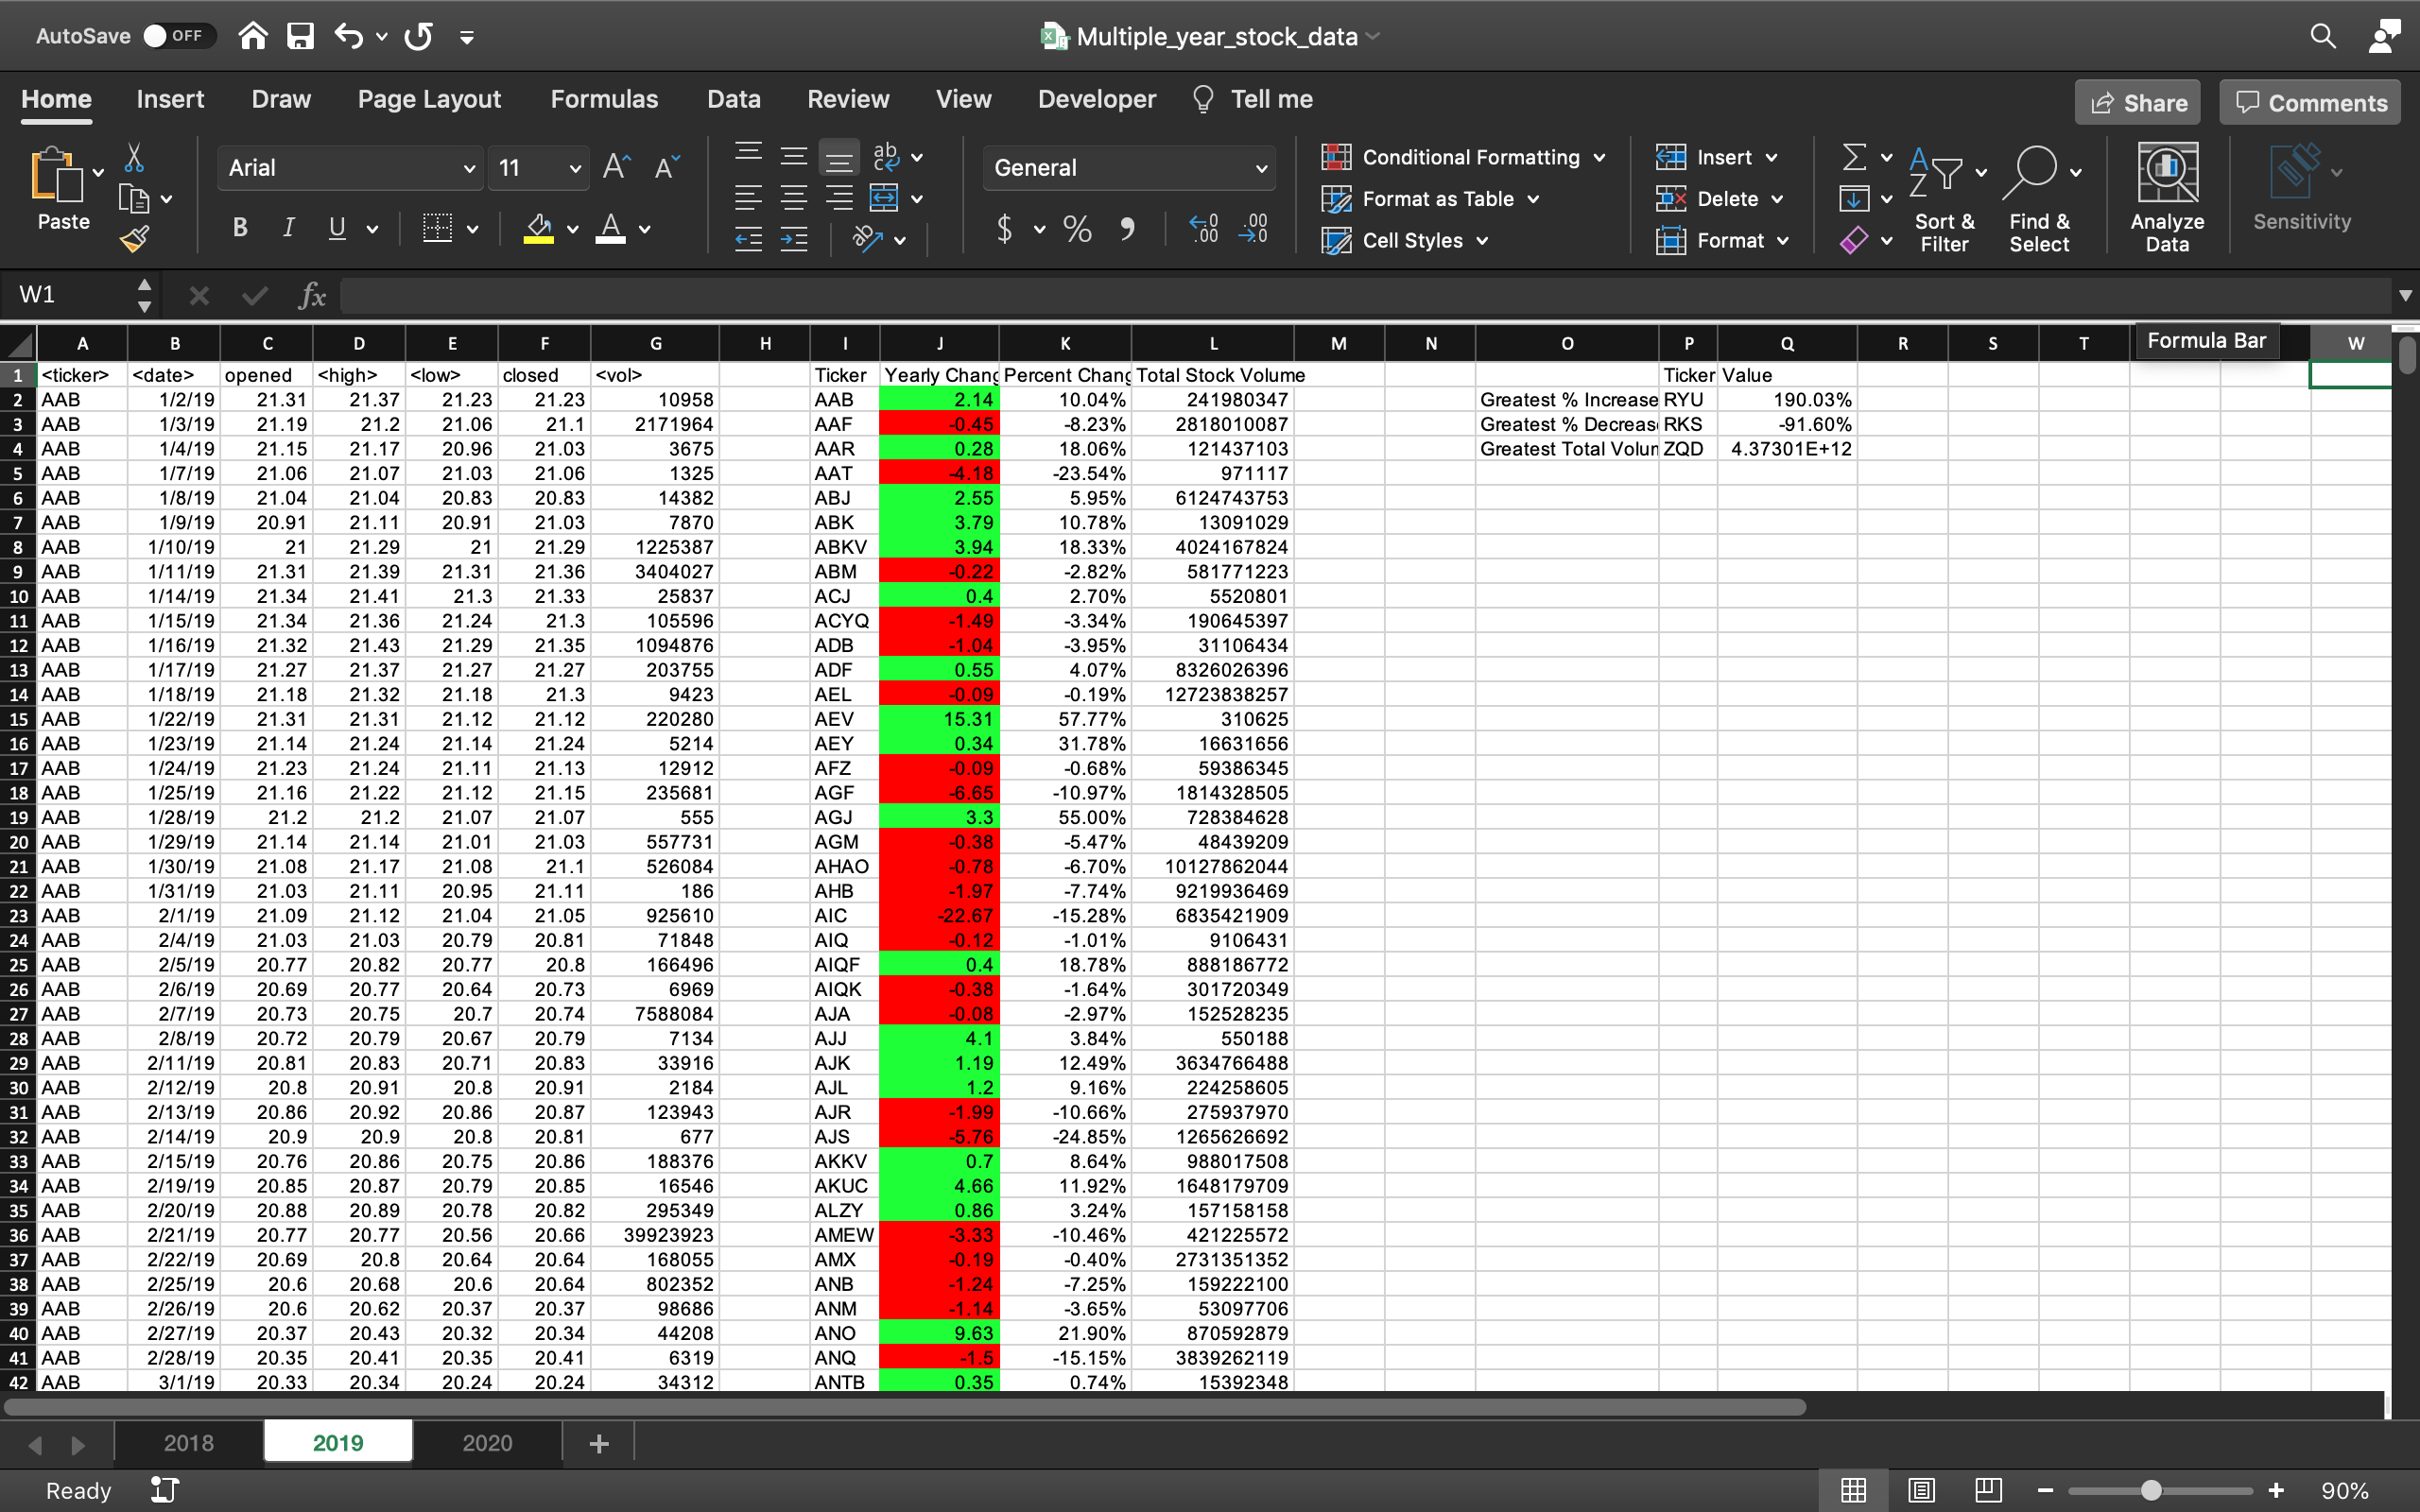 AutoSave OFF Multiple_year_stock_data
Home Insert Draw Page Layout Formulas Data Review View Developer Tell me Share Comments
Paste Arial 11 General Conditional Formatting Format as Table Cell Styles Insert Delete Format Sort & Filter Find & Select Analyze Data Sensitivity
W1 fx
Formula Bar
A B C D E F G H I J K L M N O P Q R S T W
1 <ticker> <date> opened <high> <low> closed <vol> Ticker Yearly Chang Percent Chang Total Stock Volume Ticker Value
2 AAB 1/2/19 21.31 21.37 21.23 21.23 10958 AAB 2.14 10.04% 241980347 Greatest % Increase RYU 190.03%
3 AAB 1/3/19 21.19 21.2 21.06 21.1 2171964 AAF -0.45 -8.23% 2818010087 Greatest % Decreas RKS -91.60%
4 AAB 1/4/19 21.15 21.17 20.96 21.03 3675 AAR 0.28 18.06% 121437103 Greatest Total Volum ZQD 4.37301E+12
5 AAB 1/7/19 21.06 21.07 21.03 21.06 1325 AAT -4.18 -23.54% 971117
6 AAB 1/8/19 21.04 21.04 20.83 20.83 14382 ABJ 2.55 5.95% 6124743753
7 AAB 1/9/19 20.91 21.11 20.91 21.03 7870 ABK 3.79 10.78% 13091029
8 AAB 1/10/19 21 21.29 21 21.29 1225387 ABKV 3.94 18.33% 4024167824
9 AAB 1/11/19 21.31 21.39 21.31 21.36 3404027 ABM -0.22 -2.82% 581771223
10 AAB 1/14/19 21.34 21.41 21.3 21.33 25837 ACJ 0.4 2.70% 5520801
11 AAB 1/15/19 21.34 21.36 21.24 21.3 105596 ACYQ -1.49 -3.34% 190645397
12 AAB 1/16/19 21.32 21.43 21.29 21.35 1094876 ADB -1.04 -3.95% 31106434
13 AAB 1/17/19 21.27 21.37 21.27 21.27 203755 ADF 0.55 4.07% 8326026396
14 AAB 1/18/19 21.18 21.32 21.18 21.3 9423 AEL -0.09 -0.19% 12723838257
15 AAB 1/22/19 21.31 21.31 21.12 21.12 220280 AEV 15.31 57.77% 310625
16 AAB 1/23/19 21.14 21.24 21.14 21.24 5214 AEY 0.34 31.78% 16631656
17 AAB 1/24/19 21.23 21.24 21.11 21.13 12912 AFZ -0.09 -0.68% 59386345
18 AAB 1/25/19 21.16 21.22 21.12 21.15 235681 AGF -6.65 -10.97% 1814328505
19 AAB 1/28/19 21.2 21.2 21.07 21.07 555 AGJ 3.3 55.00% 728384628
20 AAB 1/29/19 21.14 21.14 21.01 21.03 557731 AGM -0.38 -5.47% 48439209
21 AAB 1/30/19 21.08 21.17 21.08 21.1 526084 AHAO -0.78 -6.70% 10127862044
22 AAB 1/31/19 21.03 21.11 20.95 21.11 186 AHB -1.97 -7.74% 9219936469
23 AAB 2/1/19 21.09 21.12 21.04 21.05 925610 AIC -22.67 -15.28% 6835421909
24 AAB 2/4/19 21.03 21.03 20.79 20.81 71848 AIQ -0.12 -1.01% 9106431
25 AAB 2/5/19 20.77 20.82 20.77 20.8 166496 AIQF 0.4 18.78% 888186772
26 AAB 2/6/19 20.69 20.77 20.64 20.73 6969 AIQK -0.38 -1.64% 301720349
27 AAB 2/7/19 20.73 20.75 20.7 20.74 7588084 AJA -0.08 -2.97% 152528235
28 AAB 2/8/19 20.72 20.79 20.67 20.79 7134 AJJ 4.1 3.84% 550188
29 AAB 2/11/19 20.81 20.83 20.71 20.83 33916 AJK 1.19 12.49% 3634766488
30 AAB 2/12/19 20.8 20.91 20.8 20.91 2184 AJL 1.2 9.16% 224258605
31 AAB 2/13/19 20.86 20.92 20.86 20.87 123943 AJR -1.99 -10.66% 275937970
32 AAB 2/14/19 20.9 20.9 20.8 20.81 677 AJS -5.76 -24.85% 1265626692
33 AAB 2/15/19 20.76 20.86 20.75 20.86 188376 AKKV 0.7 8.64% 988017508
34 AAB 2/19/19 20.85 20.87 20.79 20.85 16546 AKUC 4.66 11.92% 1648179709
35 AAB 2/20/19 20.88 20.89 20.78 20.82 295349 ALZY 0.86 3.24% 157158158
36 AAB 2/21/19 20.77 20.77 20.56 20.66 39923923 AMEW -3.33 -10.46% 421225572
37 AAB 2/22/19 20.69 20.8 20.64 20.64 168055 AMX -0.19 -0.40% 2731351352
38 AAB 2/25/19 20.6 20.68 20.6 20.64 802352 ANB -1.24 -7.25% 159222100
39 AAB 2/26/19 20.6 20.62 20.37 20.37 98686 ANM -1.14 -3.65% 53097706
40 AAB 2/27/19 20.37 20.43 20.32 20.34 44208 ANO 9.63 21.90% 870592879
41 AAB 2/28/19 20.35 20.41 20.35 20.41 6319 ANQ -1.5 -15.15% 3839262119
42 AAB 3/1/19 20.33 20.34 20.24 20.24 34312 ANTB 0.35 0.74% 15392348
2018 2019 2020
Ready 90%